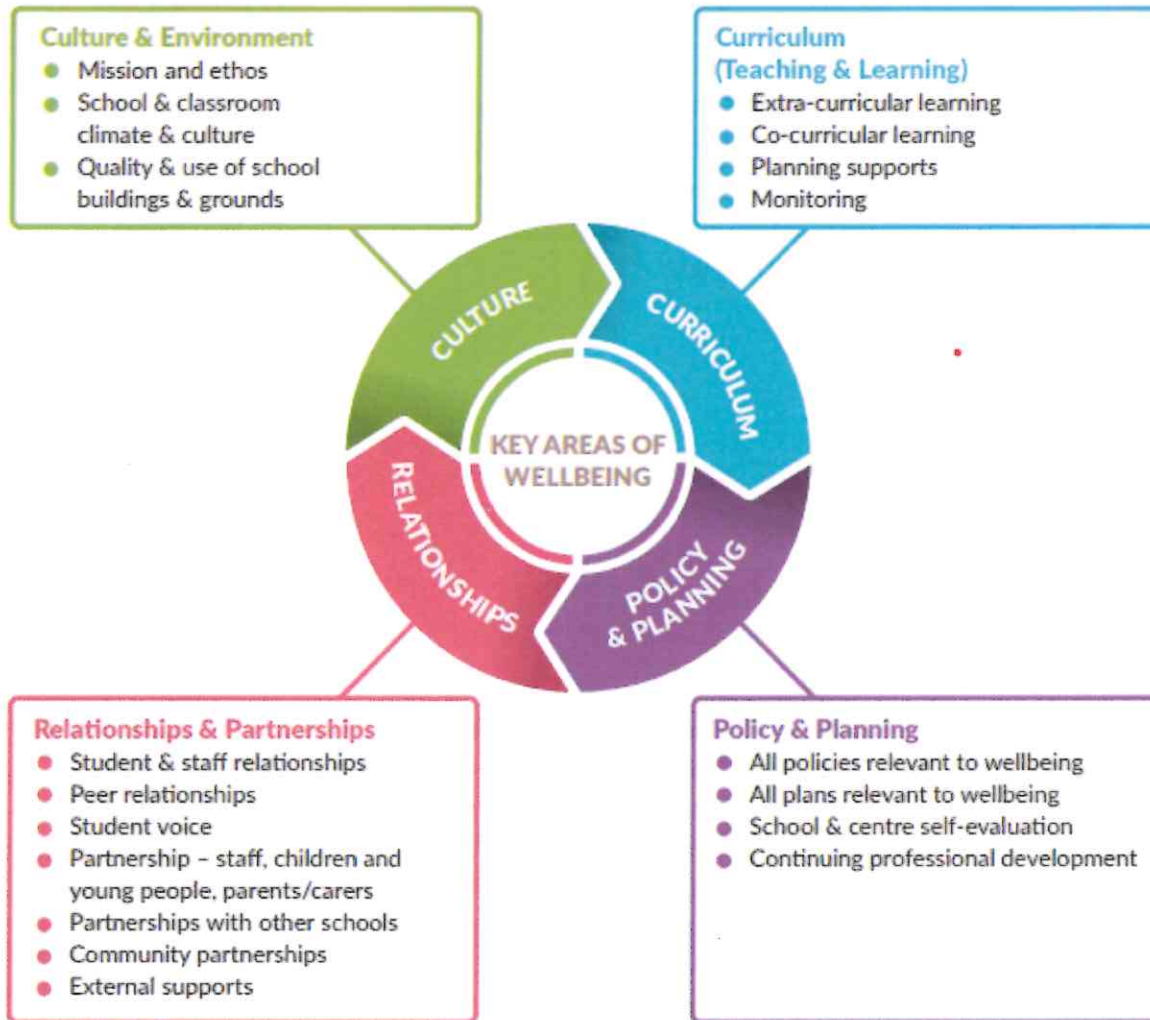 Culture & Environment
● Mission and ethos
● School & classroom
climate & culture
● Quality & use of school
buildings & grounds
Curriculum
(Teaching & Learning)
● Extra-curricular learning
● Co-curricular learning
● Planning supports
● Monitoring
CULTURE
CURRICULUM
KEY AREAS OF
WELLBEING
RELATIONSHIPS
POLICY
& PLANNING
Relationships & Partnerships
● Student & staff relationships
● Peer relationships
● Student voice
● Partnership – staff, children and
young people, parents/carers
● Partnerships with other schools
● Community partnerships
● External supports
Policy & Planning
● All policies relevant to wellbeing
● All plans relevant to wellbeing
● School & centre self-evaluation
● Continuing professional development